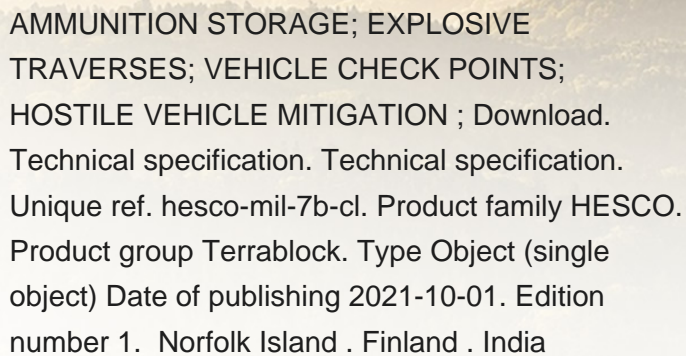 AMMUNITION STORAGE; EXPLOSIVE
TRAVERSES; VEHICLE CHECK POINTS;
HOSTILE VEHICLE MITIGATION ; Download.
Technical specification. Technical specification.
Unique ref. hesco-mil-7b-cl. Product family HESCO.
Product group Terrablock. Type Object (single
object) Date of publishing 2021-10-01. Edition
number 1.  Norfolk Island . Finland . India